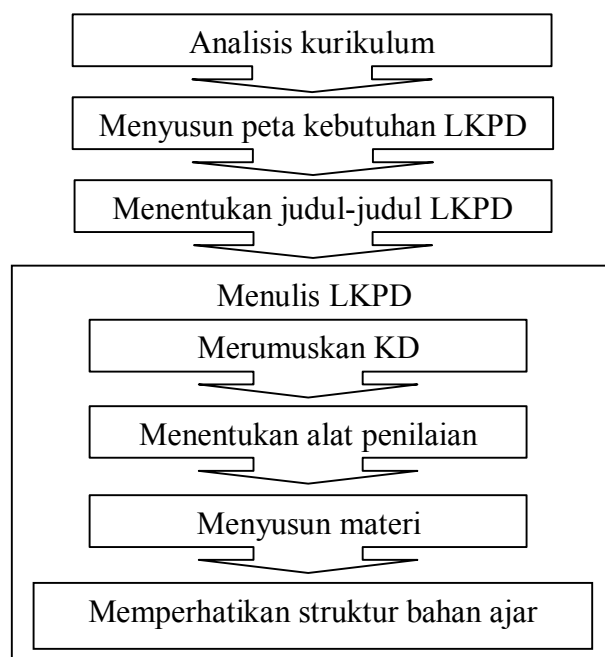 Analisis kurikulum
Menyusun peta kebutuhan LKPD
Menentukan judul-judul LKPD
Menulis LKPD
Merumuskan KD
Menentukan alat penilaian
Menyusun materi
Memperhatikan struktur bahan ajar